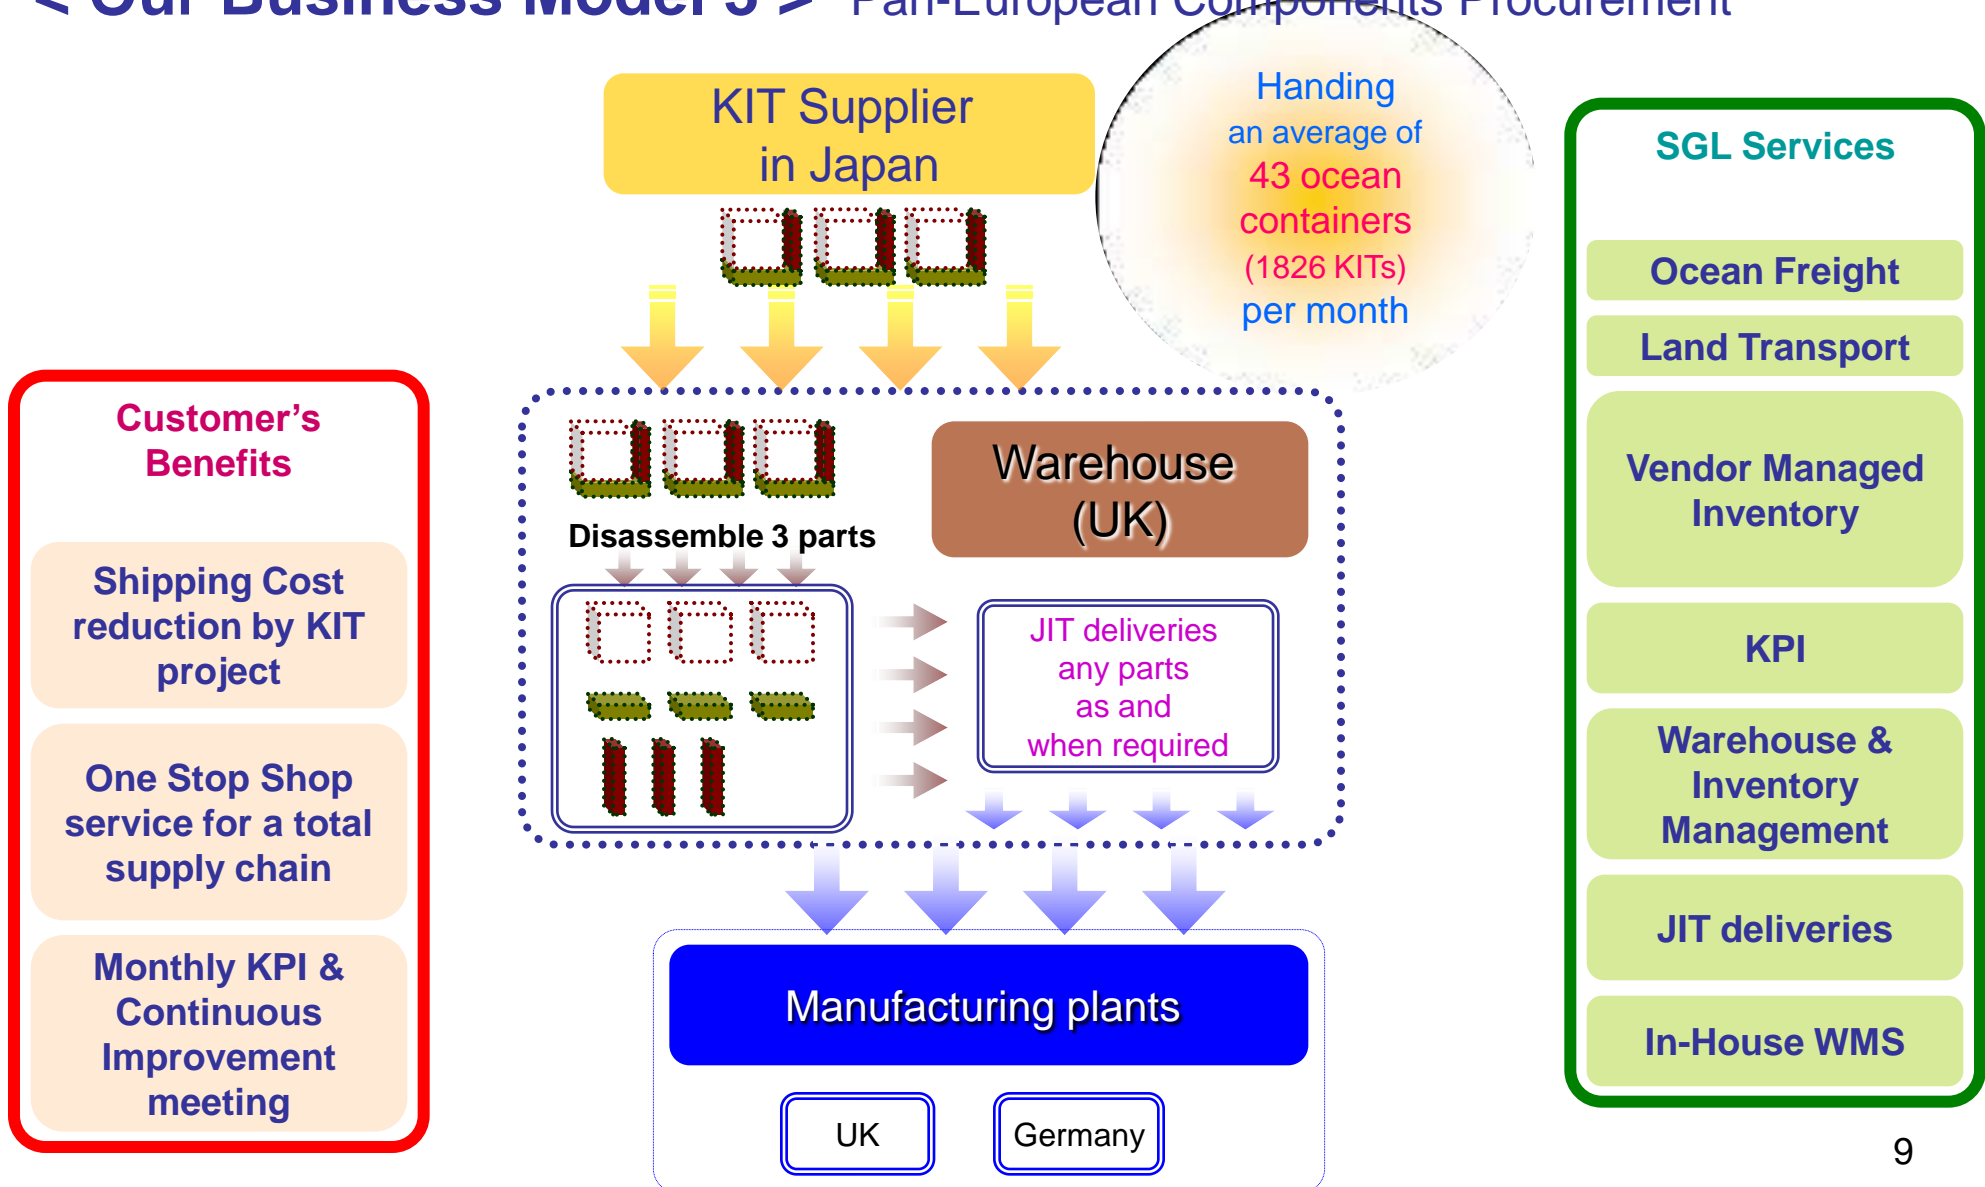 < Our Business Model 3 > Pan-European Components Procurement
KIT Supplier
in Japan
Handing
an average of
43 ocean
containers
(1826 KITs)
per month
Customer's
Benefits
Shipping Cost
reduction by KIT
project
One Stop Shop
service for a total
supply chain
Monthly KPI &
Continuous
Improvement
meeting
Warehouse
(UK)
Disassemble 3 parts
JIT deliveries
any parts
as and
when required
Manufacturing plants
UK
Germany
SGL Services
Ocean Freight
Land Transport
Vendor Managed
Inventory
KPI
Warehouse &
Inventory
Management
JIT deliveries
In-House WMS
9